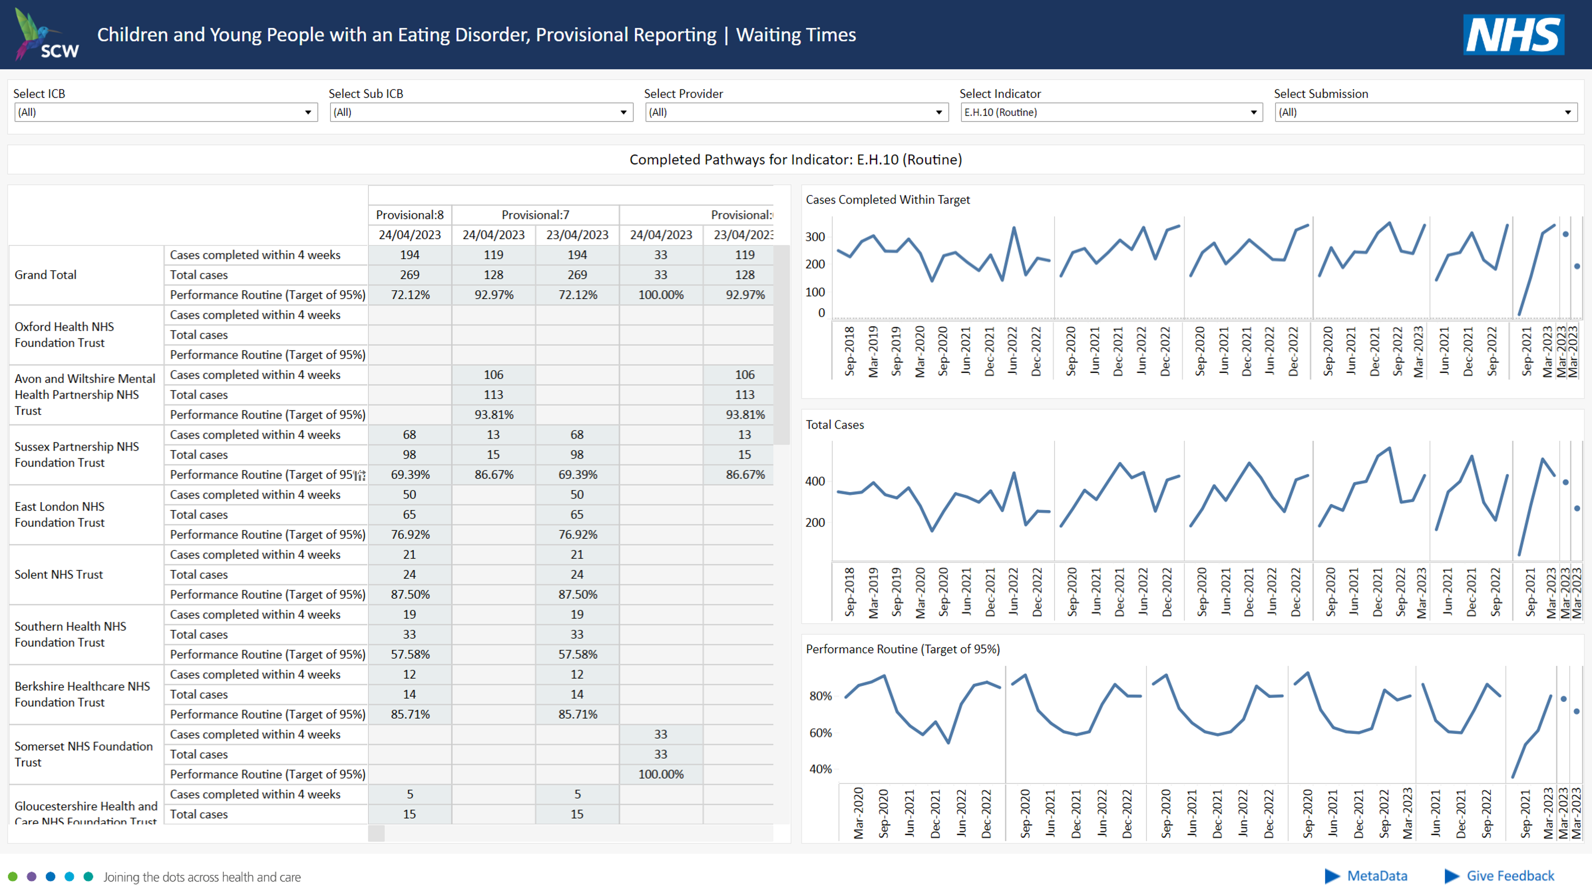 SCW
Children and Young People with an Eating Disorder, Provisional Reporting | Waiting Times
NHS
Select ICB
(All)
Select Sub ICB
(All)
Select Provider
(All)
Select Indicator
E.H.10 (Routine)
Select Submission
(All)
Completed Pathways for Indicator: E.H.10 (Routine)
Provisional:8 Provisional:7 Provisional:
24/04/2023 24/04/2023 23/04/2023 24/04/2023 23/04/2023
Grand Total
Cases completed within 4 weeks 194 119 194 33 119
Total cases 269 128 269 33 128
Performance Routine (Target of 95%) 72.12% 92.97% 72.12% 100.00% 92.97%
Oxford Health NHS
Foundation Trust
Cases completed within 4 weeks
Total cases
Performance Routine (Target of 95%)
Avon and Wiltshire Mental
Health Partnership NHS
Trust
Cases completed within 4 weeks 106 106
Total cases 113 113
Performance Routine (Target of 95%) 93.81% 93.81%
Sussex Partnership NHS
Foundation Trust
Cases completed within 4 weeks 68 13 68 13
Total cases 98 15 98 15
Performance Routine (Target of 95 69.39% 86.67% 69.39% 86.67%
East London NHS
Foundation Trust
Cases completed within 4 weeks 50 50
Total cases 65 65
Performance Routine (Target of 95%) 76.92% 76.92%
Solent NHS Trust
Cases completed within 4 weeks 21 21
Total cases 24 24
Performance Routine (Target of 95%) 87.50% 87.50%
Southern Health NHS
Foundation Trust
Cases completed within 4 weeks 19 19
Total cases 33 33
Performance Routine (Target of 95%) 57.58% 57.58%
Berkshire Healthcare NHS
Foundation Trust
Cases completed within 4 weeks 12 12
Total cases 14 14
Performance Routine (Target of 95%) 85.71% 85.71%
Somerset NHS Foundation
Trust
Cases completed within 4 weeks 33
Total cases 33
Performance Routine (Target of 95%) 100.00%
Gloucestershire Health and
Care NHS Foundation Trust
Cases completed within 4 weeks 5 5
Total cases 15 15
Cases Completed Within Target
300
200
100
0
Sep-2018 Mar-2019 Sep-2019 Mar-2020 Sep-2020 Jun-2021 Dec-2021 Jun-2022 Dec-2022 Sep-2020 Jun-2021 Dec-2021 Jun-2022 Dec-2022 Sep-2020 Jun-2021 Dec-2021 Jun-2022 Dec-2022 Sep-2020 Jun-2021 Dec-2021 Sep-2022 Mar-2023 Jun-2021 Dec-2021 Sep-2022 Sep-2021 Mar-2023 Mar-2023 Mar-2023
Total Cases
400
200
Sep-2018 Mar-2019 Sep-2019 Mar-2020 Sep-2020 Jun-2021 Dec-2021 Jun-2022 Dec-2022 Sep-2020 Jun-2021 Dec-2021 Jun-2022 Dec-2022 Sep-2020 Jun-2021 Dec-2021 Jun-2022 Dec-2022 Sep-2020 Jun-2021 Dec-2021 Sep-2022 Mar-2023 Jun-2021 Dec-2021 Sep-2022 Sep-2021 Mar-2023 Mar-2023 Mar-2023
Performance Routine (Target of 95%)
80%
60%
40%
Mar-2020 Sep-2020 Jun-2021 Dec-2021 Jun-2022 Dec-2022 Sep-2020 Jun-2021 Dec-2021 Jun-2022 Dec-2022 Sep-2020 Jun-2021 Dec-2021 Jun-2022 Dec-2022 Sep-2020 Jun-2021 Dec-2021 Sep-2022 Mar-2023 Jun-2021 Dec-2021 Sep-2022 Sep-2021 Mar-2023 Mar-2023 Mar-2023
Joining the dots across health and care
MetaData
Give Feedback